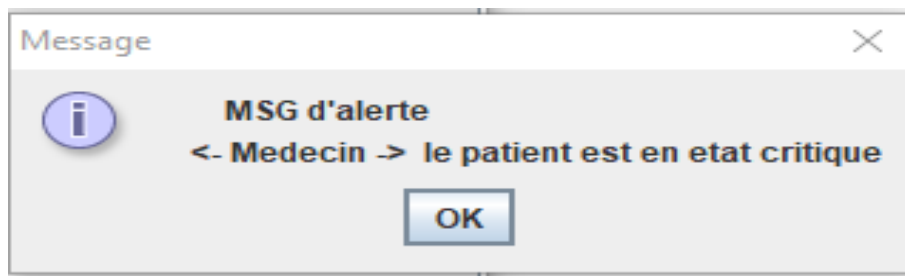 Message
MSG d'alerte
<- Medecin -> le patient est en etat critique
OK